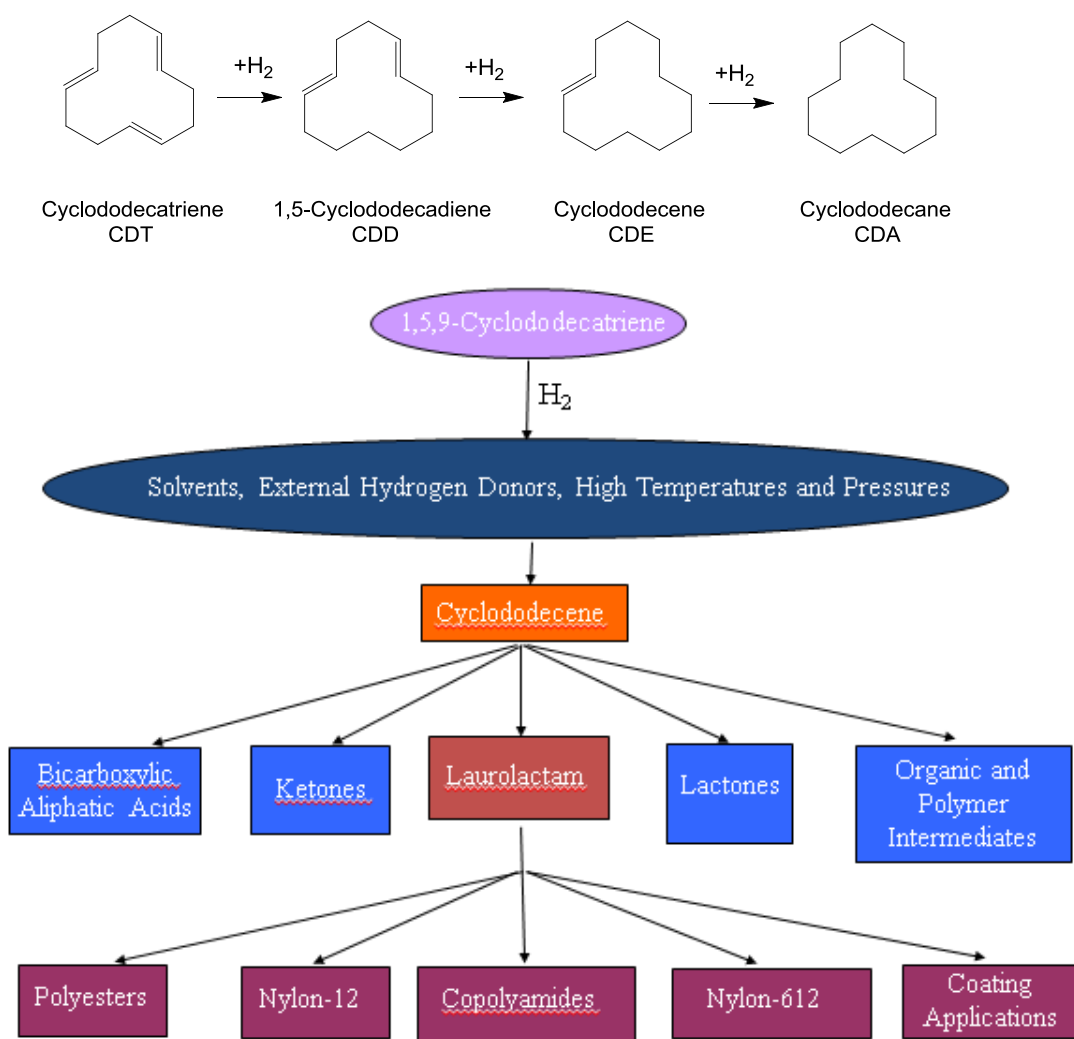 +H2
+H2
+H2
Cyclododecatriene
CDT
1,5-Cyclododecadiene
CDD
Cyclododecene
CDE
Cyclododecane
CDA
1,5,9-Cyclododecatriene
H2
Solvents, External Hydrogen Donors, High Temperatures and Pressures
Cyclododecene
Bicarboxylic
Aliphatic Acids
Ketones
Laurolactam
Lactones
Organic and
Polymer
Intermediates
Polyesters
Nylon-12
Copolyamides
Nylon-612
Coating
Applications